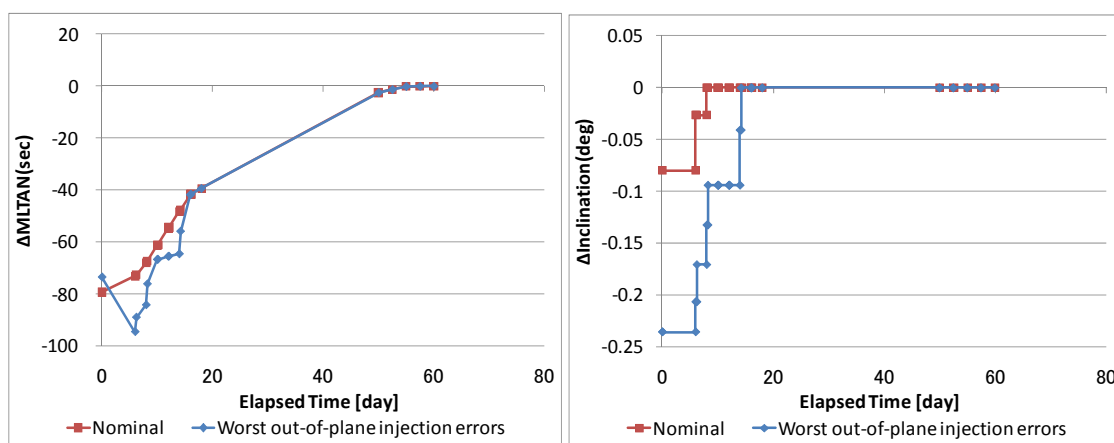 20
0
-20
-40
-60
-80
-100
ΔMLTAN(sec)
0 20 40 60 80
Elapsed Time [day]
Nominal Worst out-of-plane injection errors
0.05
0
-0.05
-0.1
-0.15
-0.2
-0.25
ΔInclination(deg)
0 20 40 60 80
Elapsed Time [day]
Nominal Worst out-of-plane injection errors